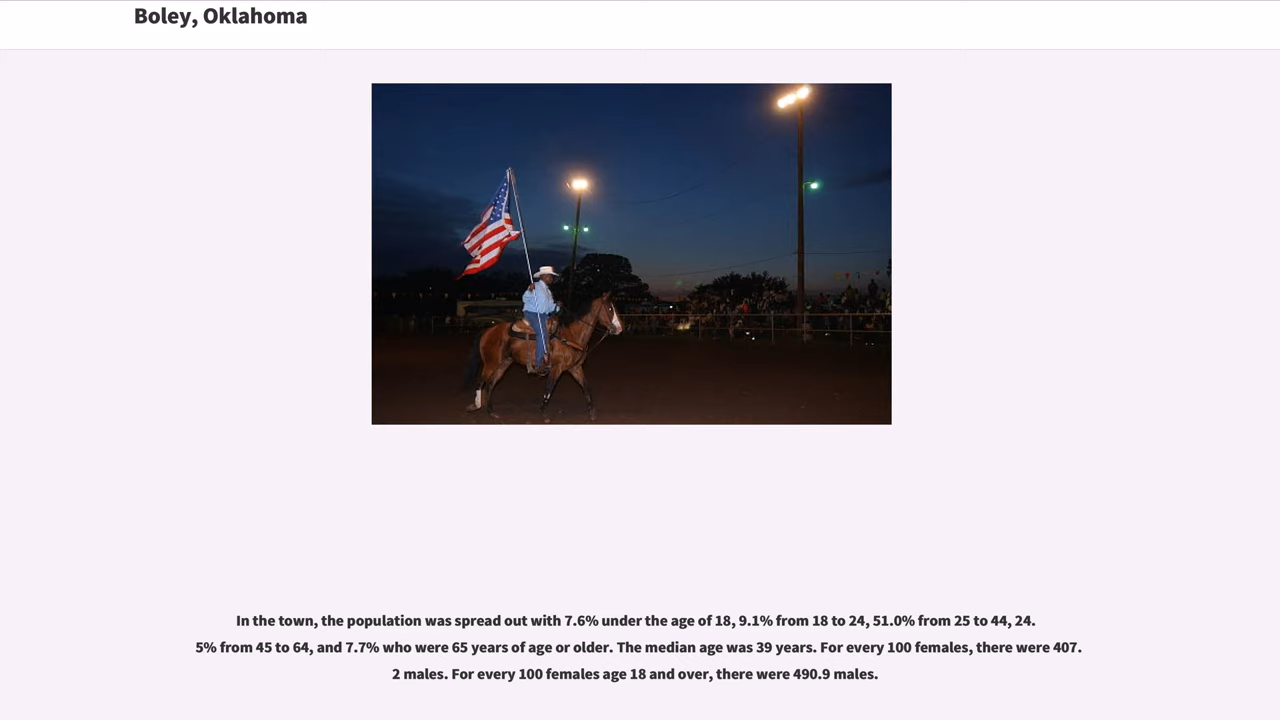 Boley, Oklahoma
In the town, the population was spread out with 7.6% under the age of 18, 9.1% from 18 to 24, 51.0% from 25 to 44, 24.
5% from 45 to 64, and 7.7% who were 65 years of age or older. The median age was 39 years. For every 100 females, there were 407.
2 males. For every 100 females age 18 and over, there were 490.9 males.